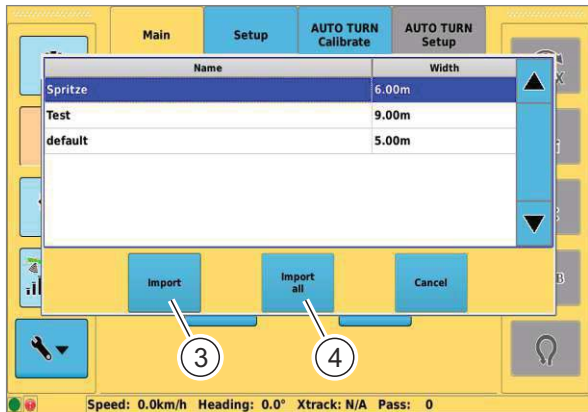 Main
Setup
AUTO TURN
Calibrate
AUTO TURN
Setup
Name
Width
Spritze
6.00m
Test
9.00m
default
5.00m
Import
Import
all
Cancel
3
4
Speed: 0.0km/h Heading: 0.0° Xtrack: N/A Pass: 0